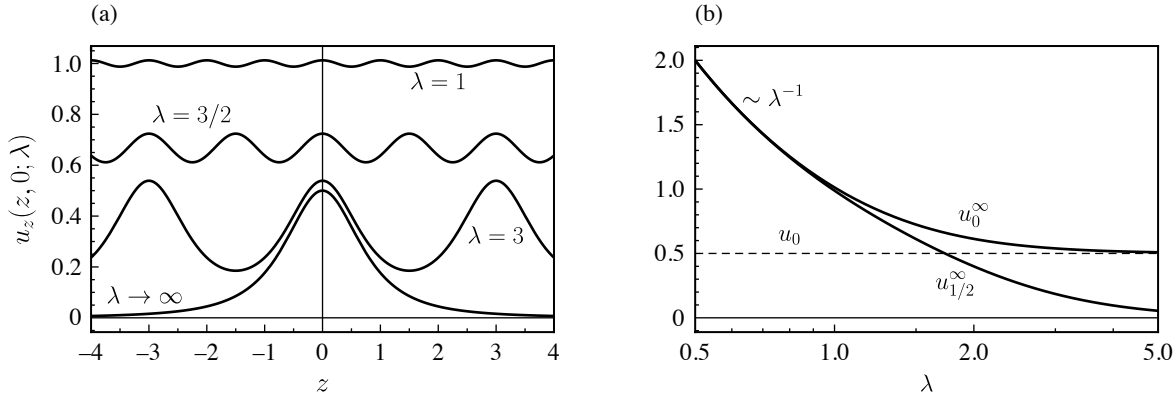 (a)
1.0
0.8
0.6
0.4
0.2
0
u_z(z, 0; λ)
λ = 1
λ = 3/2
λ = 3
λ → ∞
–4 –3 –2 –1 0 1 2 3 4
z
(b)
2.0
1.5
1.0
0.5
0
∼ λ^{−1}
u_0^∞
u_0
u_{1/2}^∞
0.5 1.0 2.0 5.0
λ